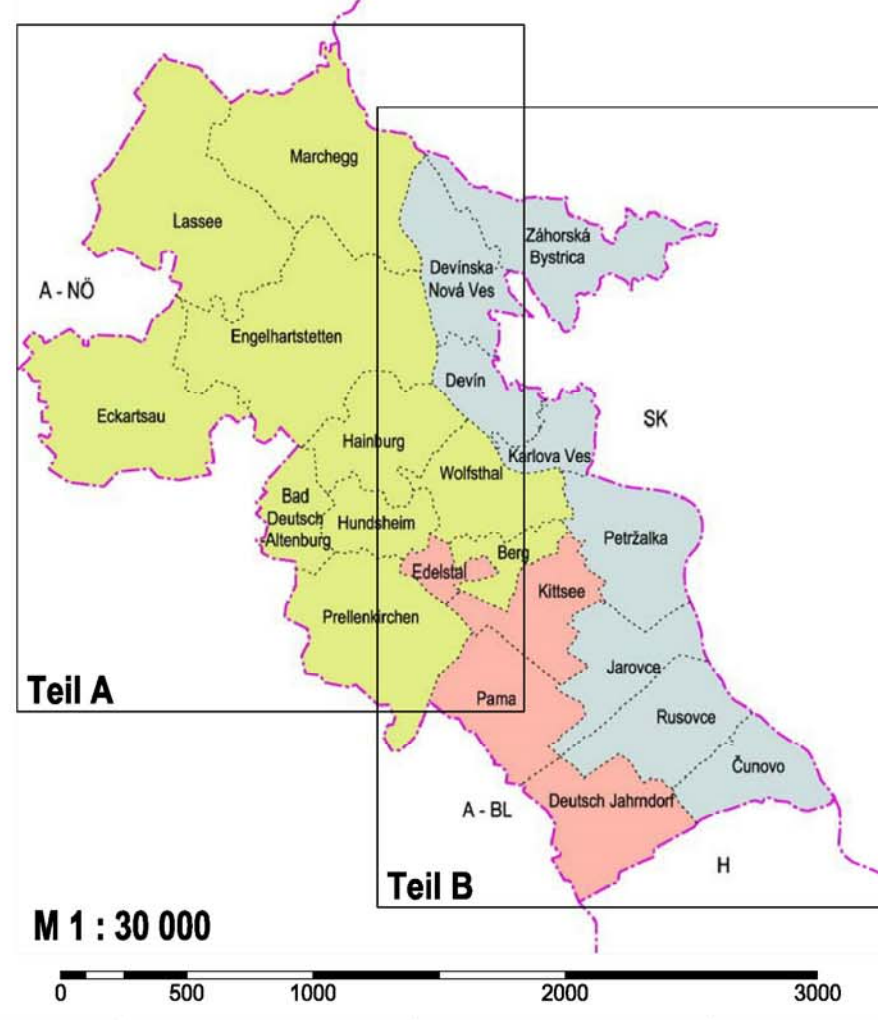 Marchegg
Lassee
Záhorská
Bystrica
Devínska
Nová Ves
A - NÖ
Engelhartstetten
Devín
Eckartsau
SK
Hainburg
Karlova Ves
Wolfsthal
Bad
Deutsch
Altenburg
Hundsheim
Petržalka
Berg
Edelstal
Kittsee
Prellenkirchen
Jarovce
Teil A
Pama
Rusovce
Čunovo
Deutsch Jahrndorf
A - BL
H
Teil B
M 1 : 30 000
0 500 1000 2000 3000